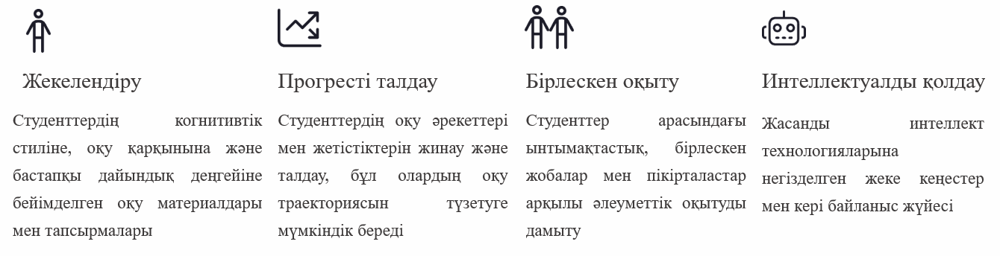 Жекелендіру
Студенттердің когнитивтік
стиліне, оқу қарқынына және
бастапқы дайындық деңгейіне
бейімделген оқу материалдары
мен тапсырмалары
Прогресті талдау
Студенттердің оқу әрекеттері
мен жетістіктерін жинау және
талдау, бұл олардың оқу
траекториясын түзетуге
мүмкіндік береді
Бірлескен оқыту
Студенттер арасындағы
ынтымақтастық, бірлескен
жобалар мен пікірталастар
арқылы әлеуметтік оқытуды
дамыту
Интеллектуалды қолдау
Жасанды интеллект
технологияларына
негізделген жеке кеңестер
мен кері байланыс жүйесі